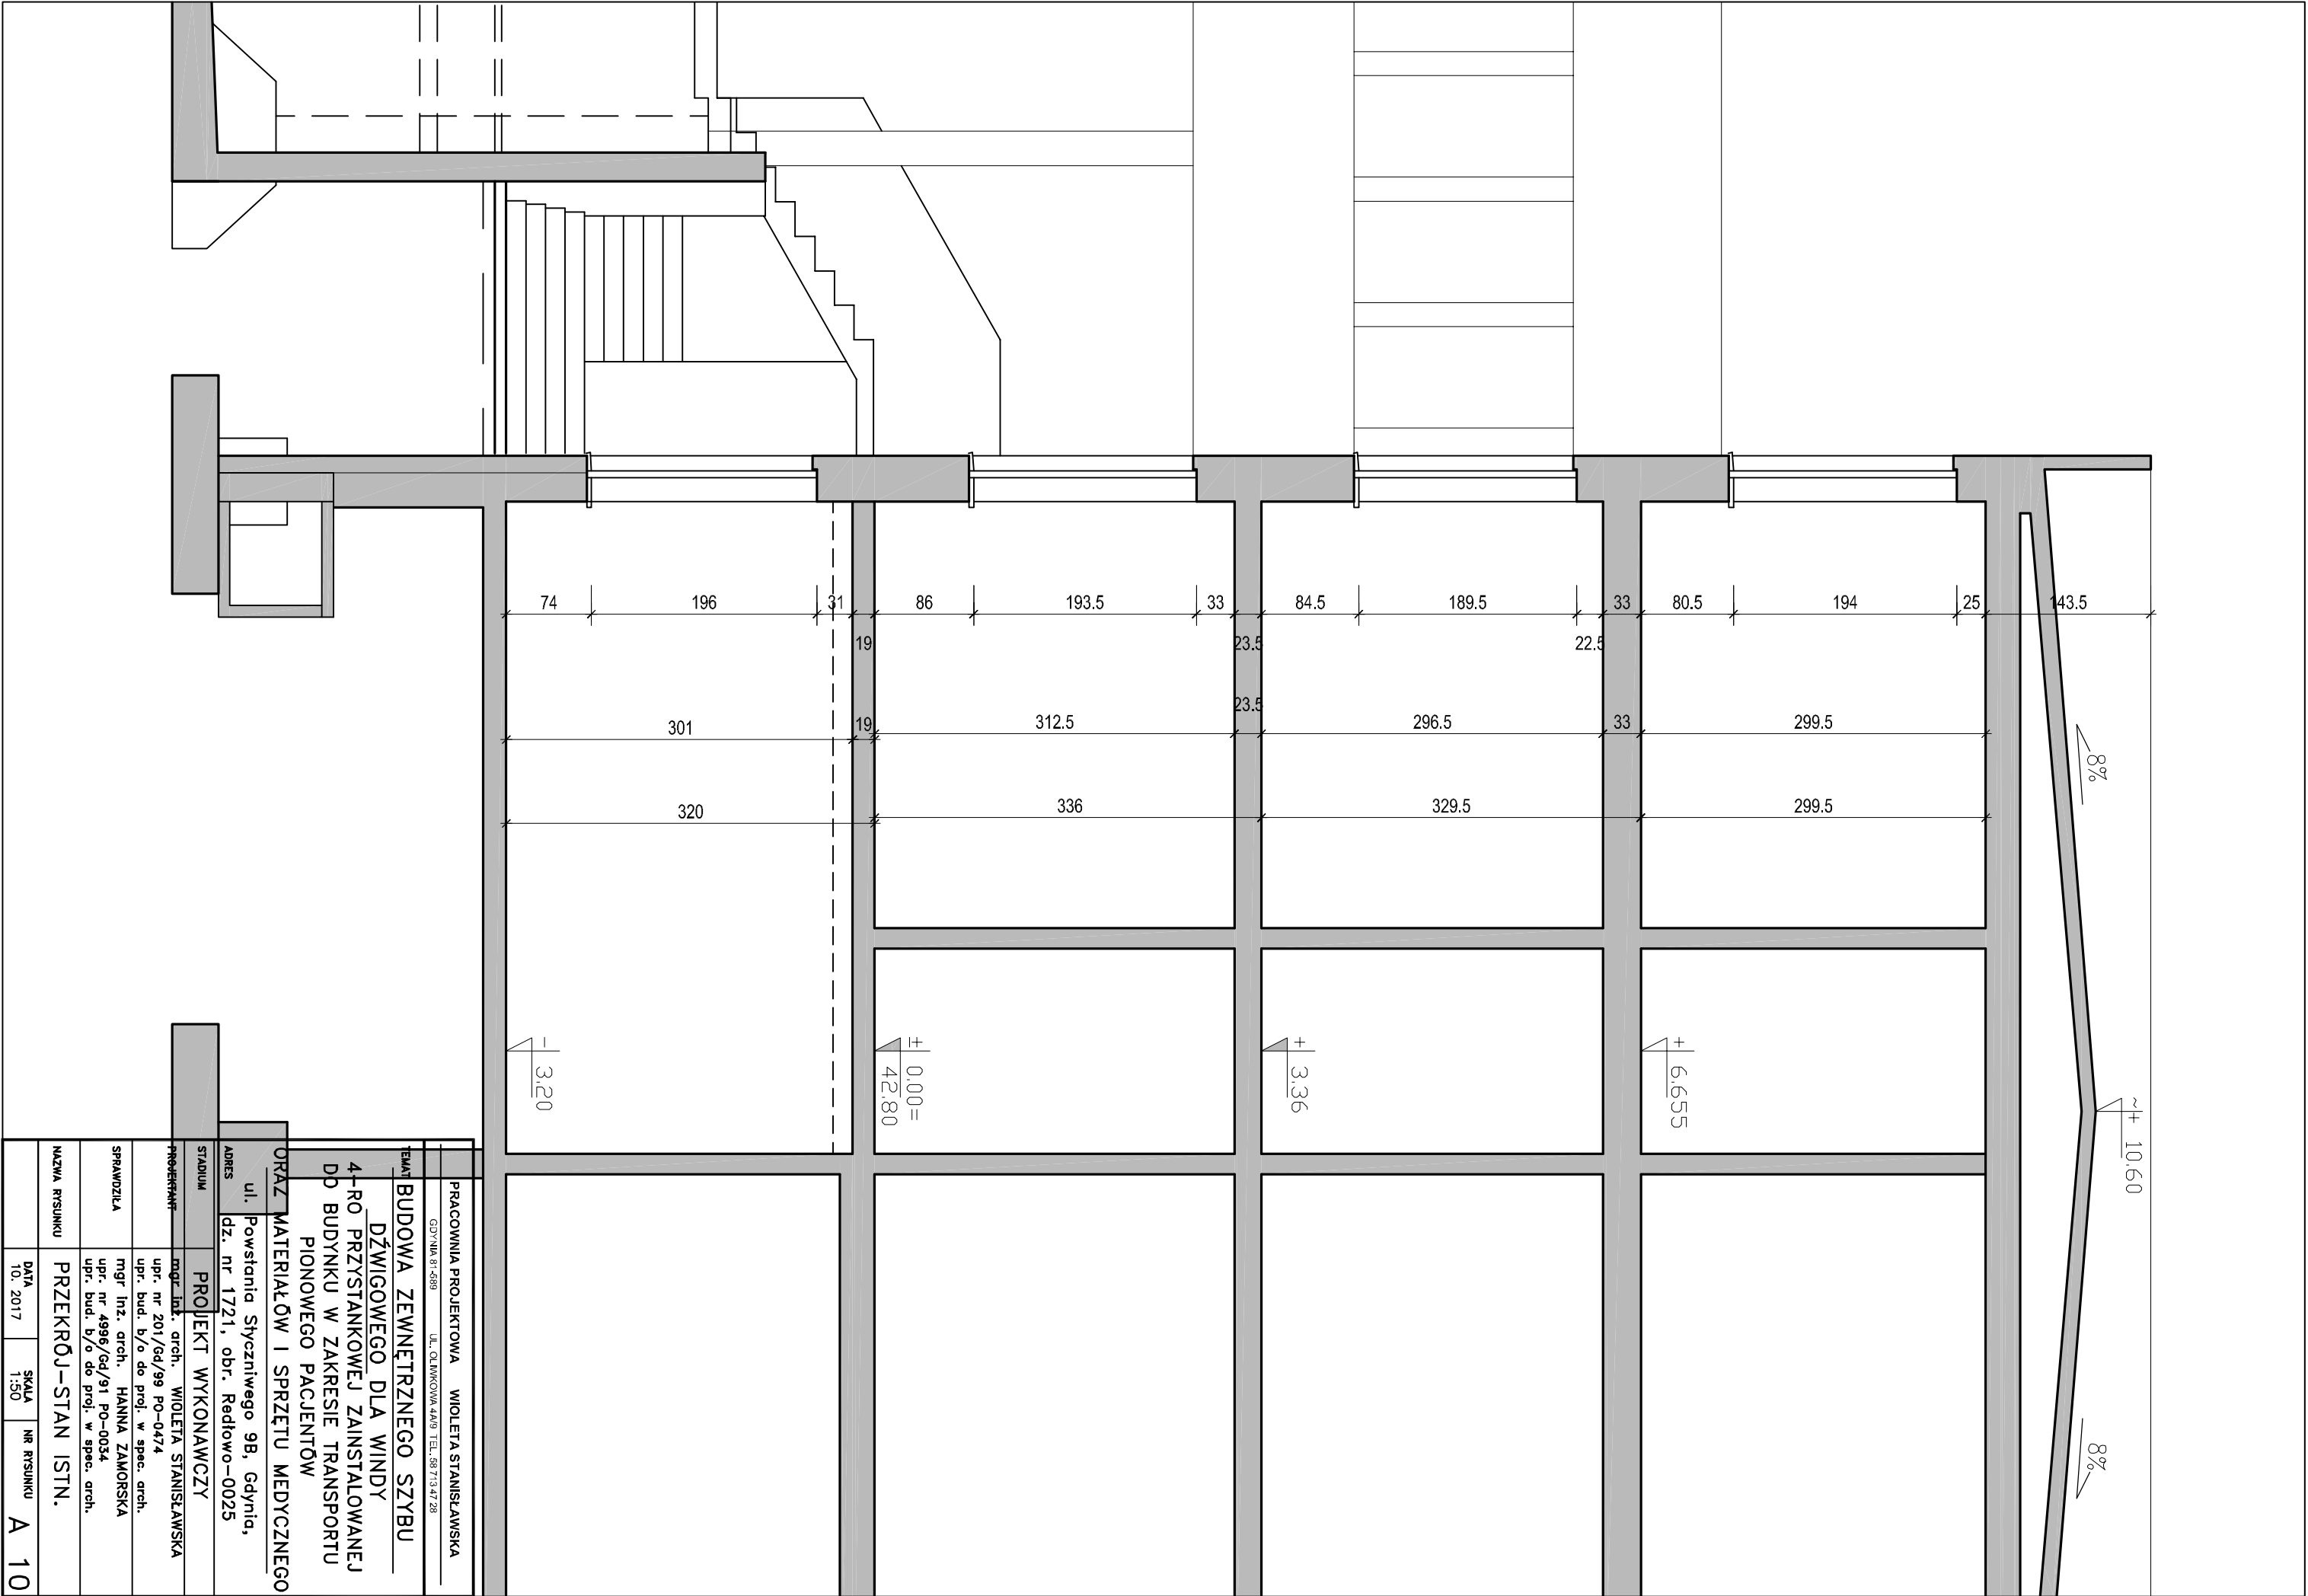 74
196
31
86
193.5
33
84.5
189.5
33
80.5
194
25
143.5
19
23.5
22.5
301
19
312.5
23.5
296.5
33
299.5
320
336
329.5
299.5
8%
8%
- 3,20
± 0,00=
42,80
+ 3,36
+ 6,655
~+ 10,60
PRACOWNIA PROJEKTOWA WIOLETA STANISŁAWSKA
GDYNIA 81-589 UL. OLIWKOWA 4A/9 TEL. 58 713 47 28
TEMAT BUDOWA ZEWNĘTRZNEGO SZYBU
DŹWIGOWEGO DLA WINDY
4-RO PRZYSTANKOWEJ ZAINSTALOWANEJ
DO BUDYNKU W ZAKRESIE TRANSPORTU
PIONOWEGO PACJENTÓW
ORAZ MATERIAŁÓW I SPRZĘTU MEDYCZNEGO
ADRES ul. Powstania Styczniwego 9B, Gdynia,
dz. nr 1721, obr. Redłowo-0025
STADIUM PROJEKT WYKONAWCZY
PROJEKTANT mgr inż. arch. WIOLETA STANISŁAWSKA
upr. nr 201/Gd/99 PO-0474
upr. bud. b/o do proj. w spec. arch.
SPRAWDZIŁA mgr inż. arch. HANNA ZAMORSKA
upr. nr 4996/Gd/91 PO-0034
upr. bud. b/o do proj. w spec. arch.
NAZWA RYSUNKU PRZEKRÓJ-STAN ISTN.
DATA SKALA NR RYSUNKU A 10
10. 2017 1:50